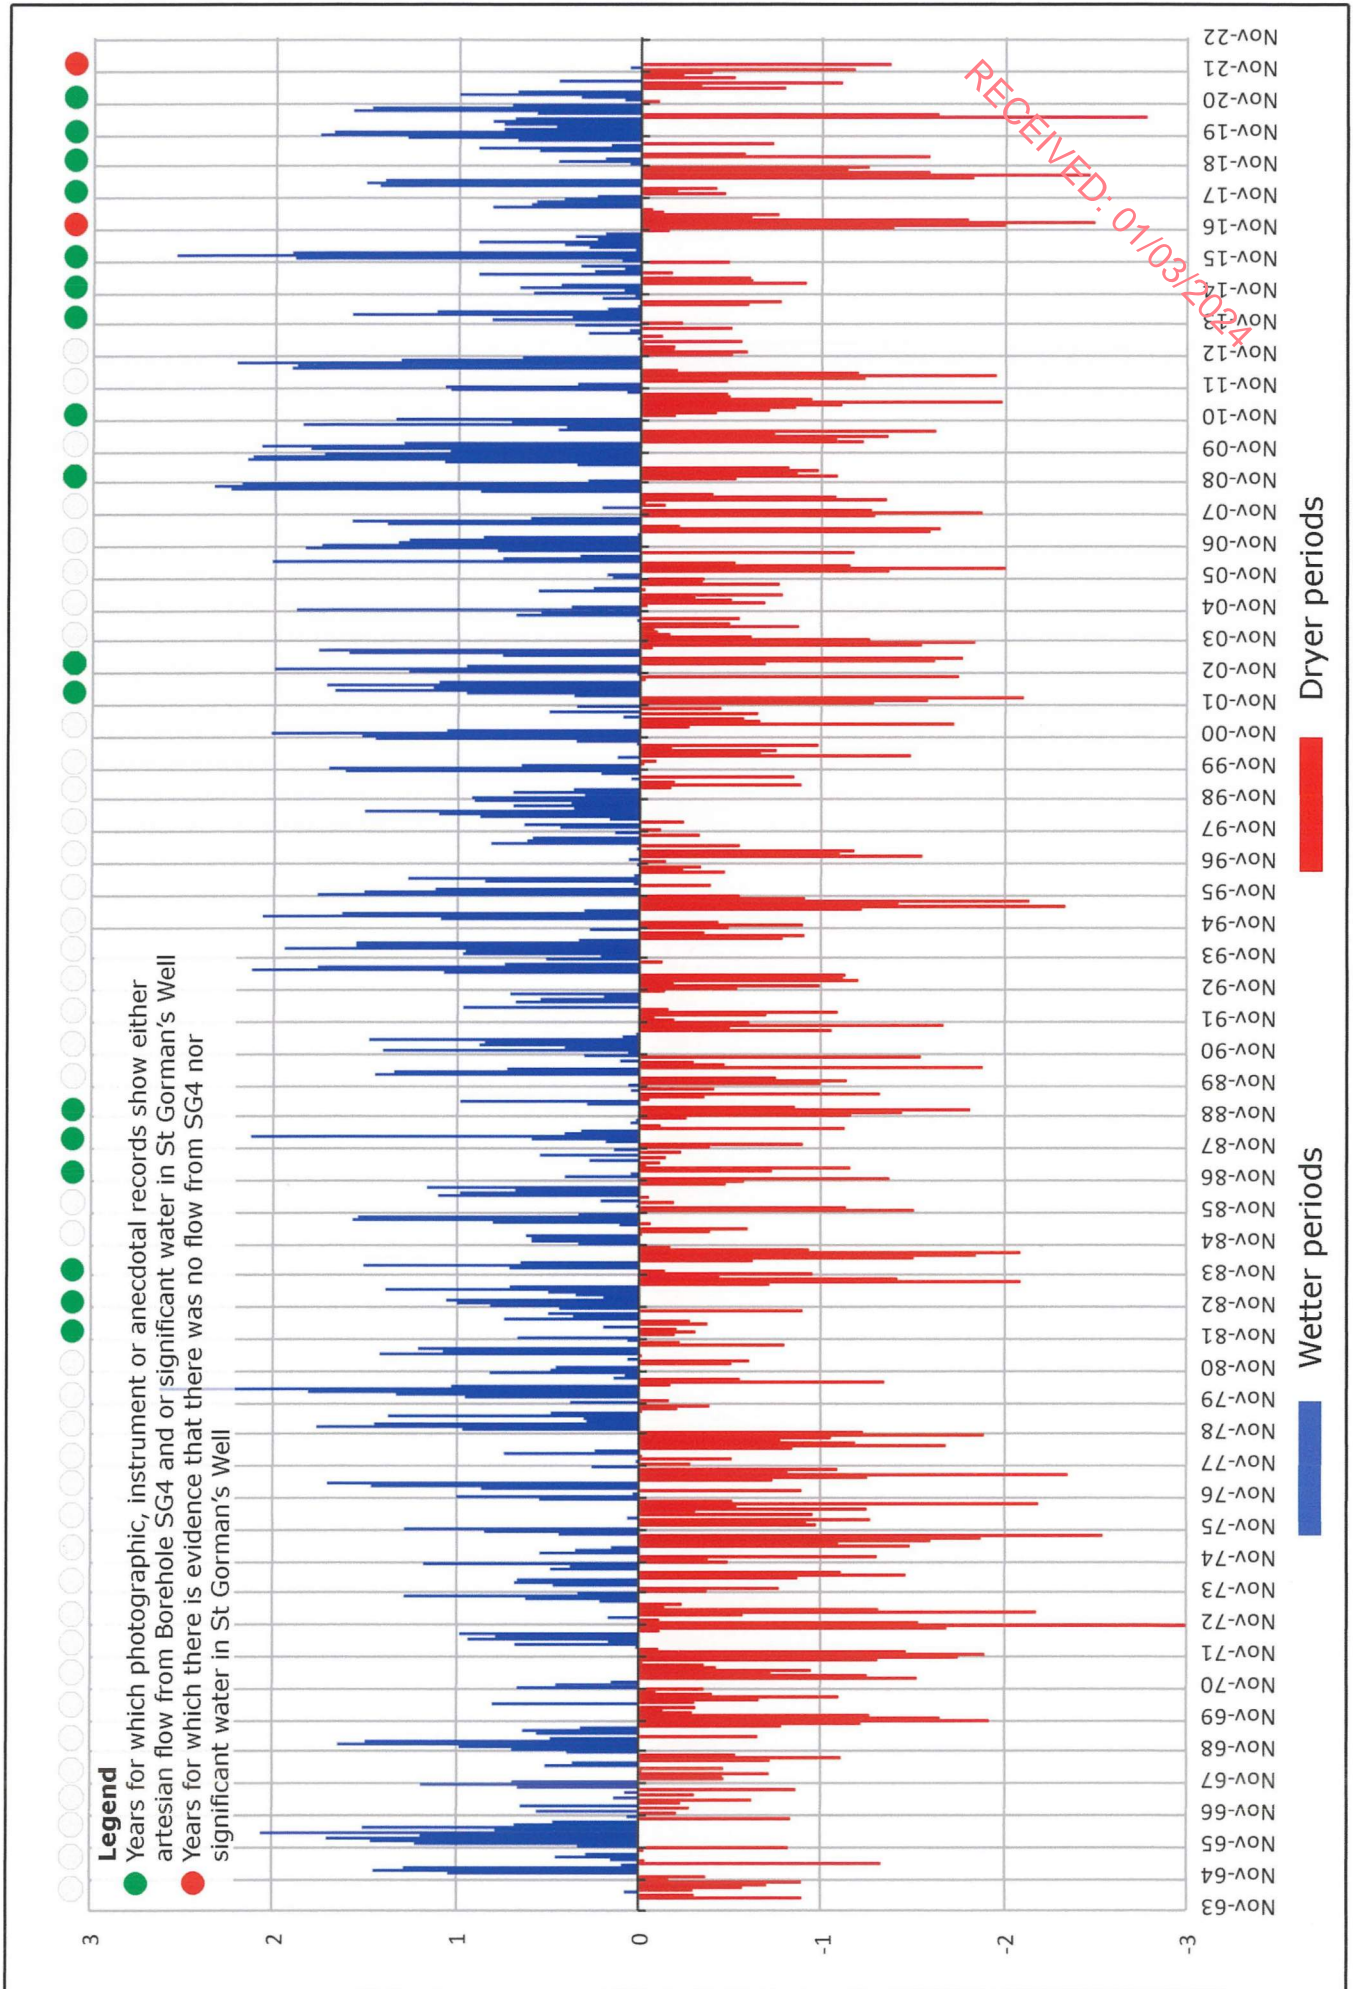 Legend
Years for which photographic, instrument or anecdotal records show either
artesian flow from Borehole SG4 and or significant water in St Gorman's Well
Years for which there is evidence that there was no flow from SG4 nor
significant water in St Gorman's Well
3
2
1
0
-1
-2
-3
Nov-63
Nov-64
Nov-65
Nov-66
Nov-67
Nov-68
Nov-69
Nov-70
Nov-71
Nov-72
Nov-73
Nov-74
Nov-75
Nov-76
Nov-77
Nov-78
Nov-79
Nov-80
Nov-81
Nov-82
Nov-83
Nov-84
Nov-85
Nov-86
Nov-87
Nov-88
Nov-89
Nov-90
Nov-91
Nov-92
Nov-93
Nov-94
Nov-95
Nov-96
Nov-97
Nov-98
Nov-99
Nov-00
Nov-01
Nov-02
Nov-03
Nov-04
Nov-05
Nov-06
Nov-07
Nov-08
Nov-09
Nov-10
Nov-11
Nov-12
Nov-13
Nov-14
Nov-15
Nov-16
Nov-17
Nov-18
Nov-19
Nov-20
Nov-21
Nov-22
Wetter periods
Dryer periods
RECEIVED: 01/03/2024